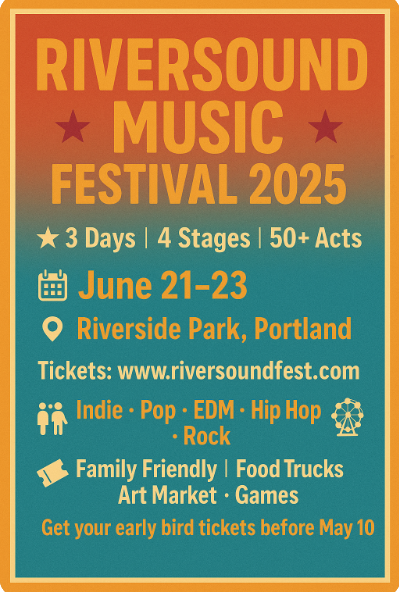 RIVERSOUND
MUSIC
FESTIVAL 2025
3 Days | 4 Stages | 50+ Acts
June 21–23
Riverside Park, Portland
Tickets: www.riversoundfest.com
Indie · Pop · EDM · Hip Hop
· Rock
Family Friendly | Food Trucks
Art Market · Games
Get your early bird tickets before May 10